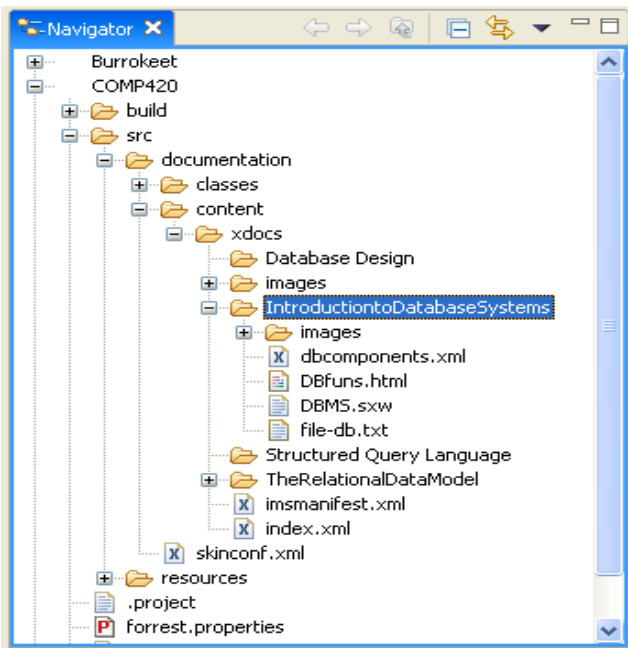 Navigator
Burrokeet
COMP420
build
src
documentation
classes
content
xdocs
Database Design
images
IntroductiontoDatabaseSystems
images
dbcomponents.xml
DBfuns.html
DBMS.sxw
file-db.txt
Structured Query Language
TheRelationalDataModel
imsmanifest.xml
index.xml
skinconf.xml
resources
.project
forrest.properties